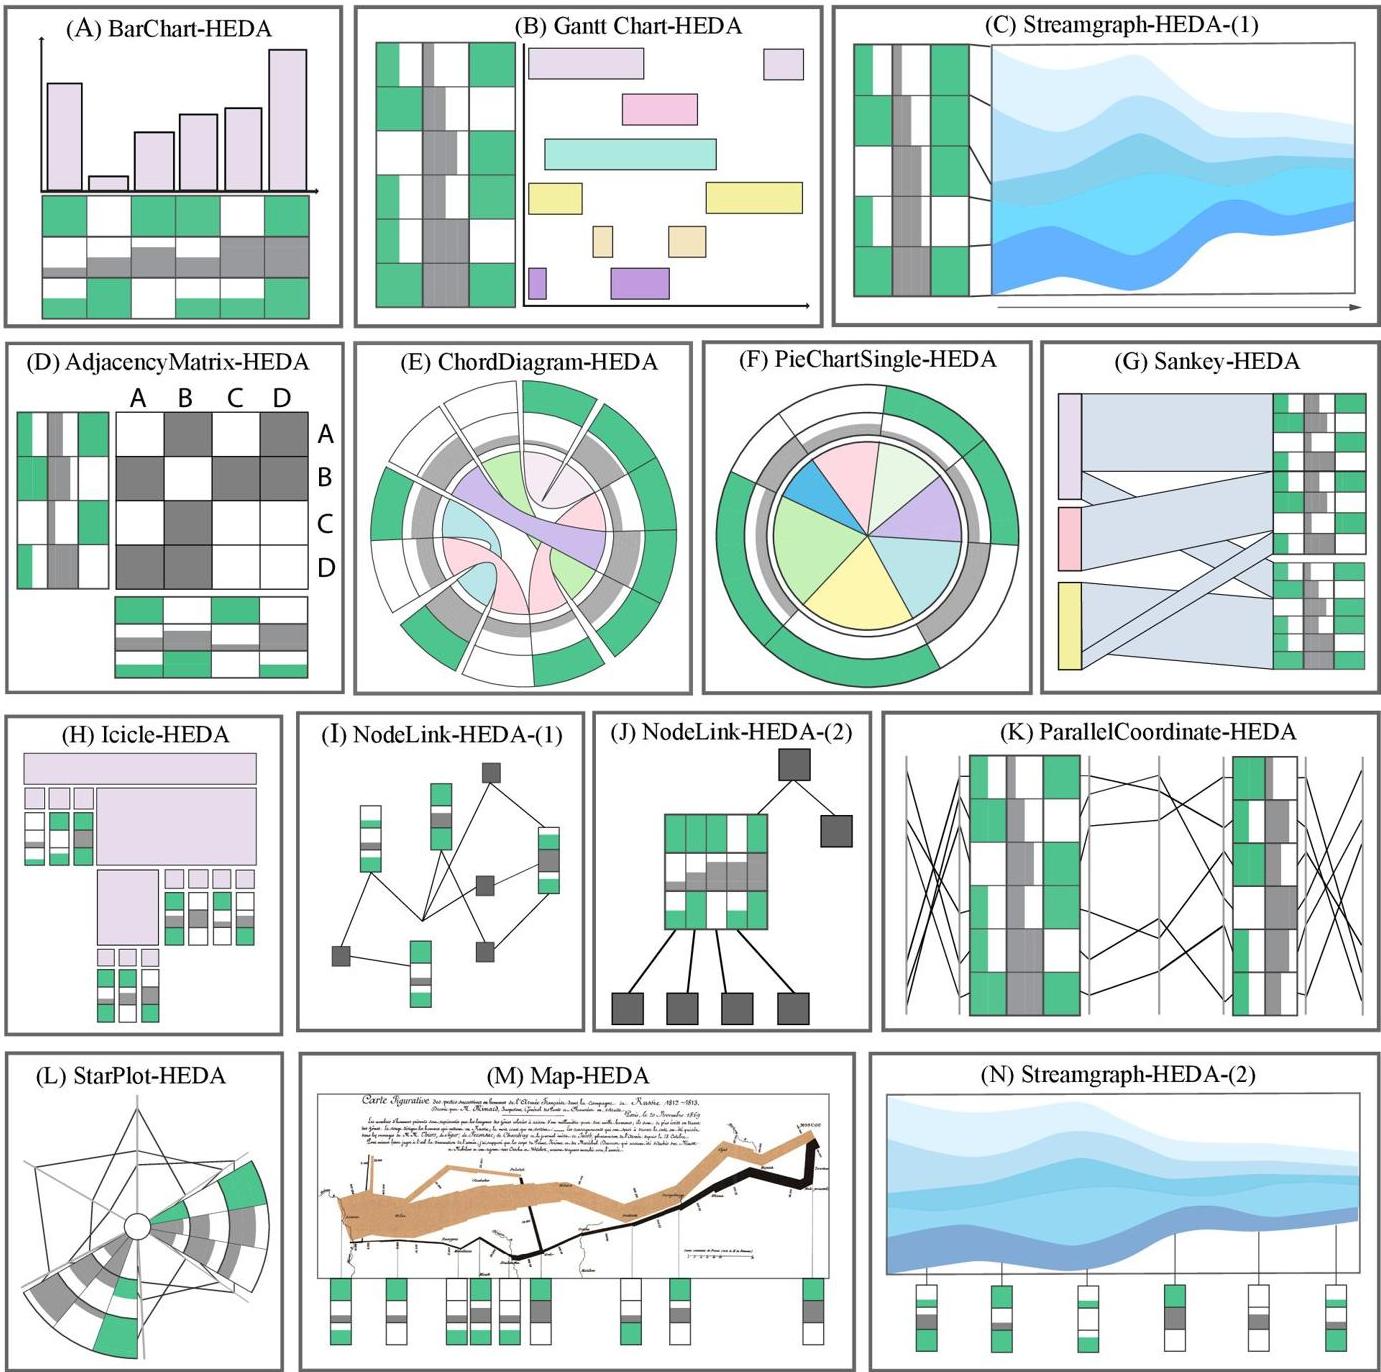 (A) BarChart-HEDA
(B) Gantt Chart-HEDA
(C) Streamgraph-HEDA-(1)
(D) AdjacencyMatrix-HEDA
A B C D
A
B
C
D
(E) ChordDiagram-HEDA
(F) PieChartSingle-HEDA
(G) Sankey-HEDA
(H) Icicle-HEDA
(I) NodeLink-HEDA-(1)
(J) NodeLink-HEDA-(2)
(K) ParallelCoordinate-HEDA
(L) StarPlot-HEDA
(M) Map-HEDA
Carte Figurative des pertes successives en hommes de l'Armée Française dans la Campagne de Russie 1812-1813.
MOSCOU
(N) Streamgraph-HEDA-(2)